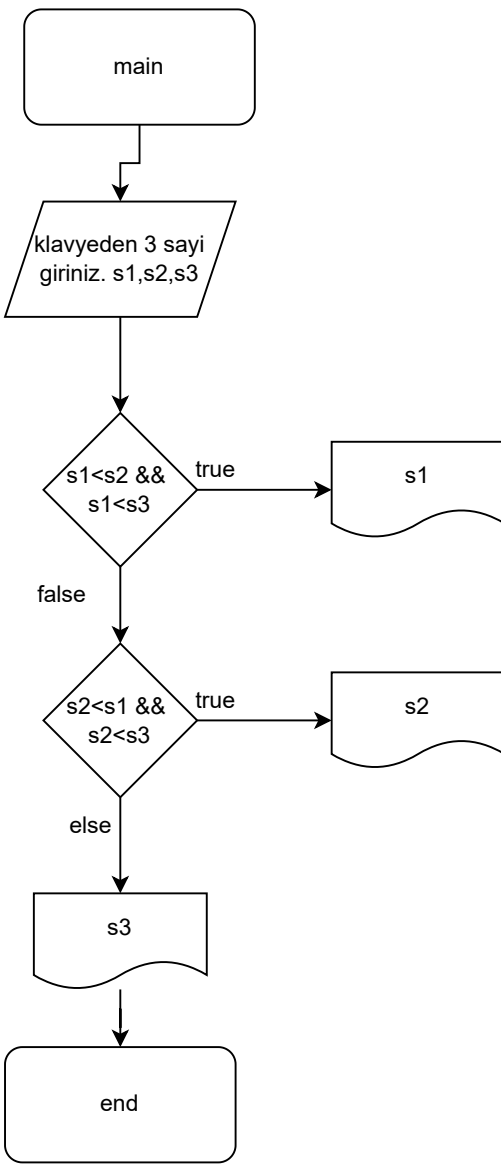 main
klavyeden 3 sayi
giriniz. s1,s2,s3
s1<s2 &&
s1<s3
true
s1
false
s2<s1 &&
s2<s3
true
s2
else
s3
end